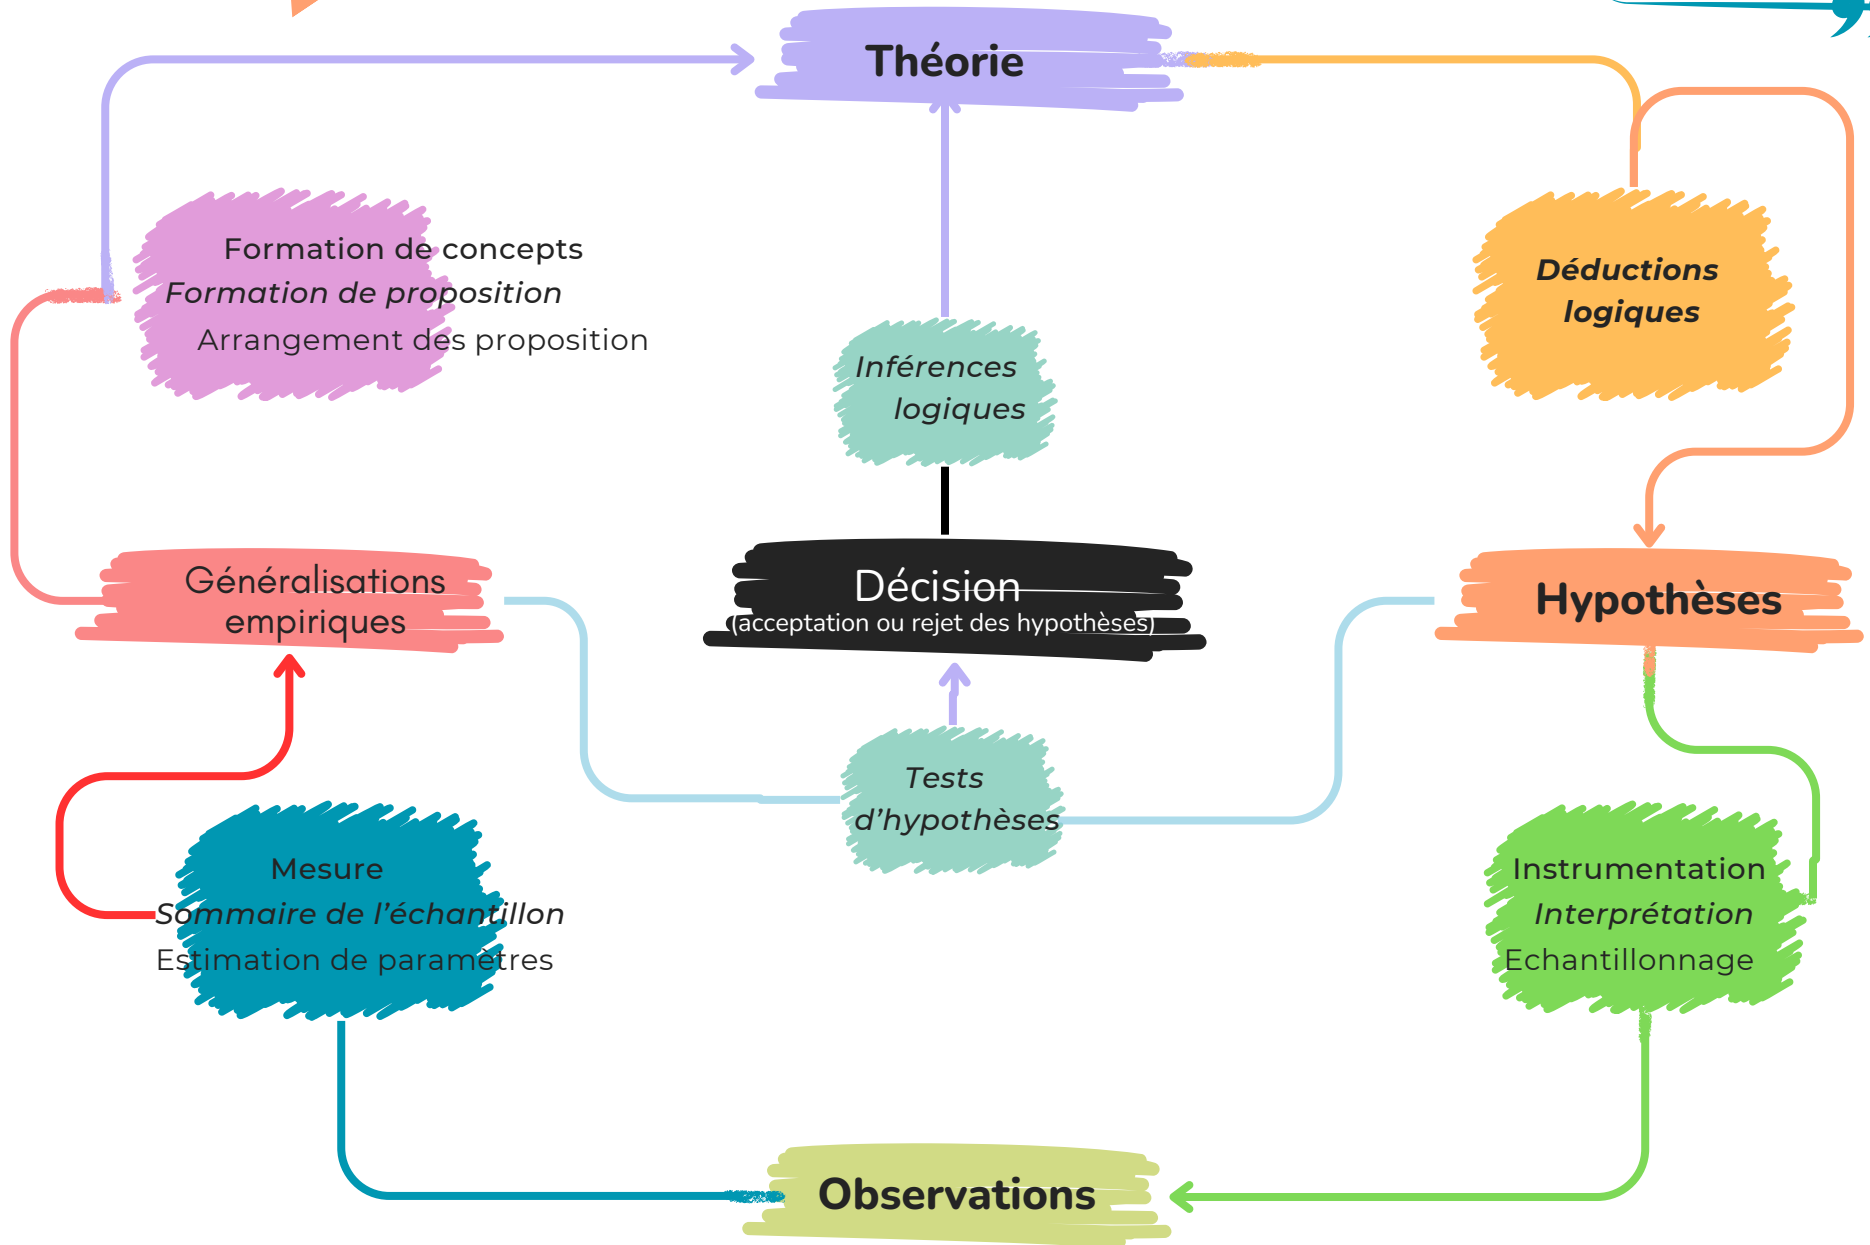 Théorie
Formation de concepts
Formation de proposition
Arrangement des proposition
Déductions
logiques
Inférences
logiques
Généralisations
empiriques
Décision
(acceptation ou rejet des hypothèses)
Hypothèses
Tests
d’hypothèses
Mesure
Sommaire de l’échantillon
Estimation de paramètres
Instrumentation
Interprétation
Echantillonnage
Observations